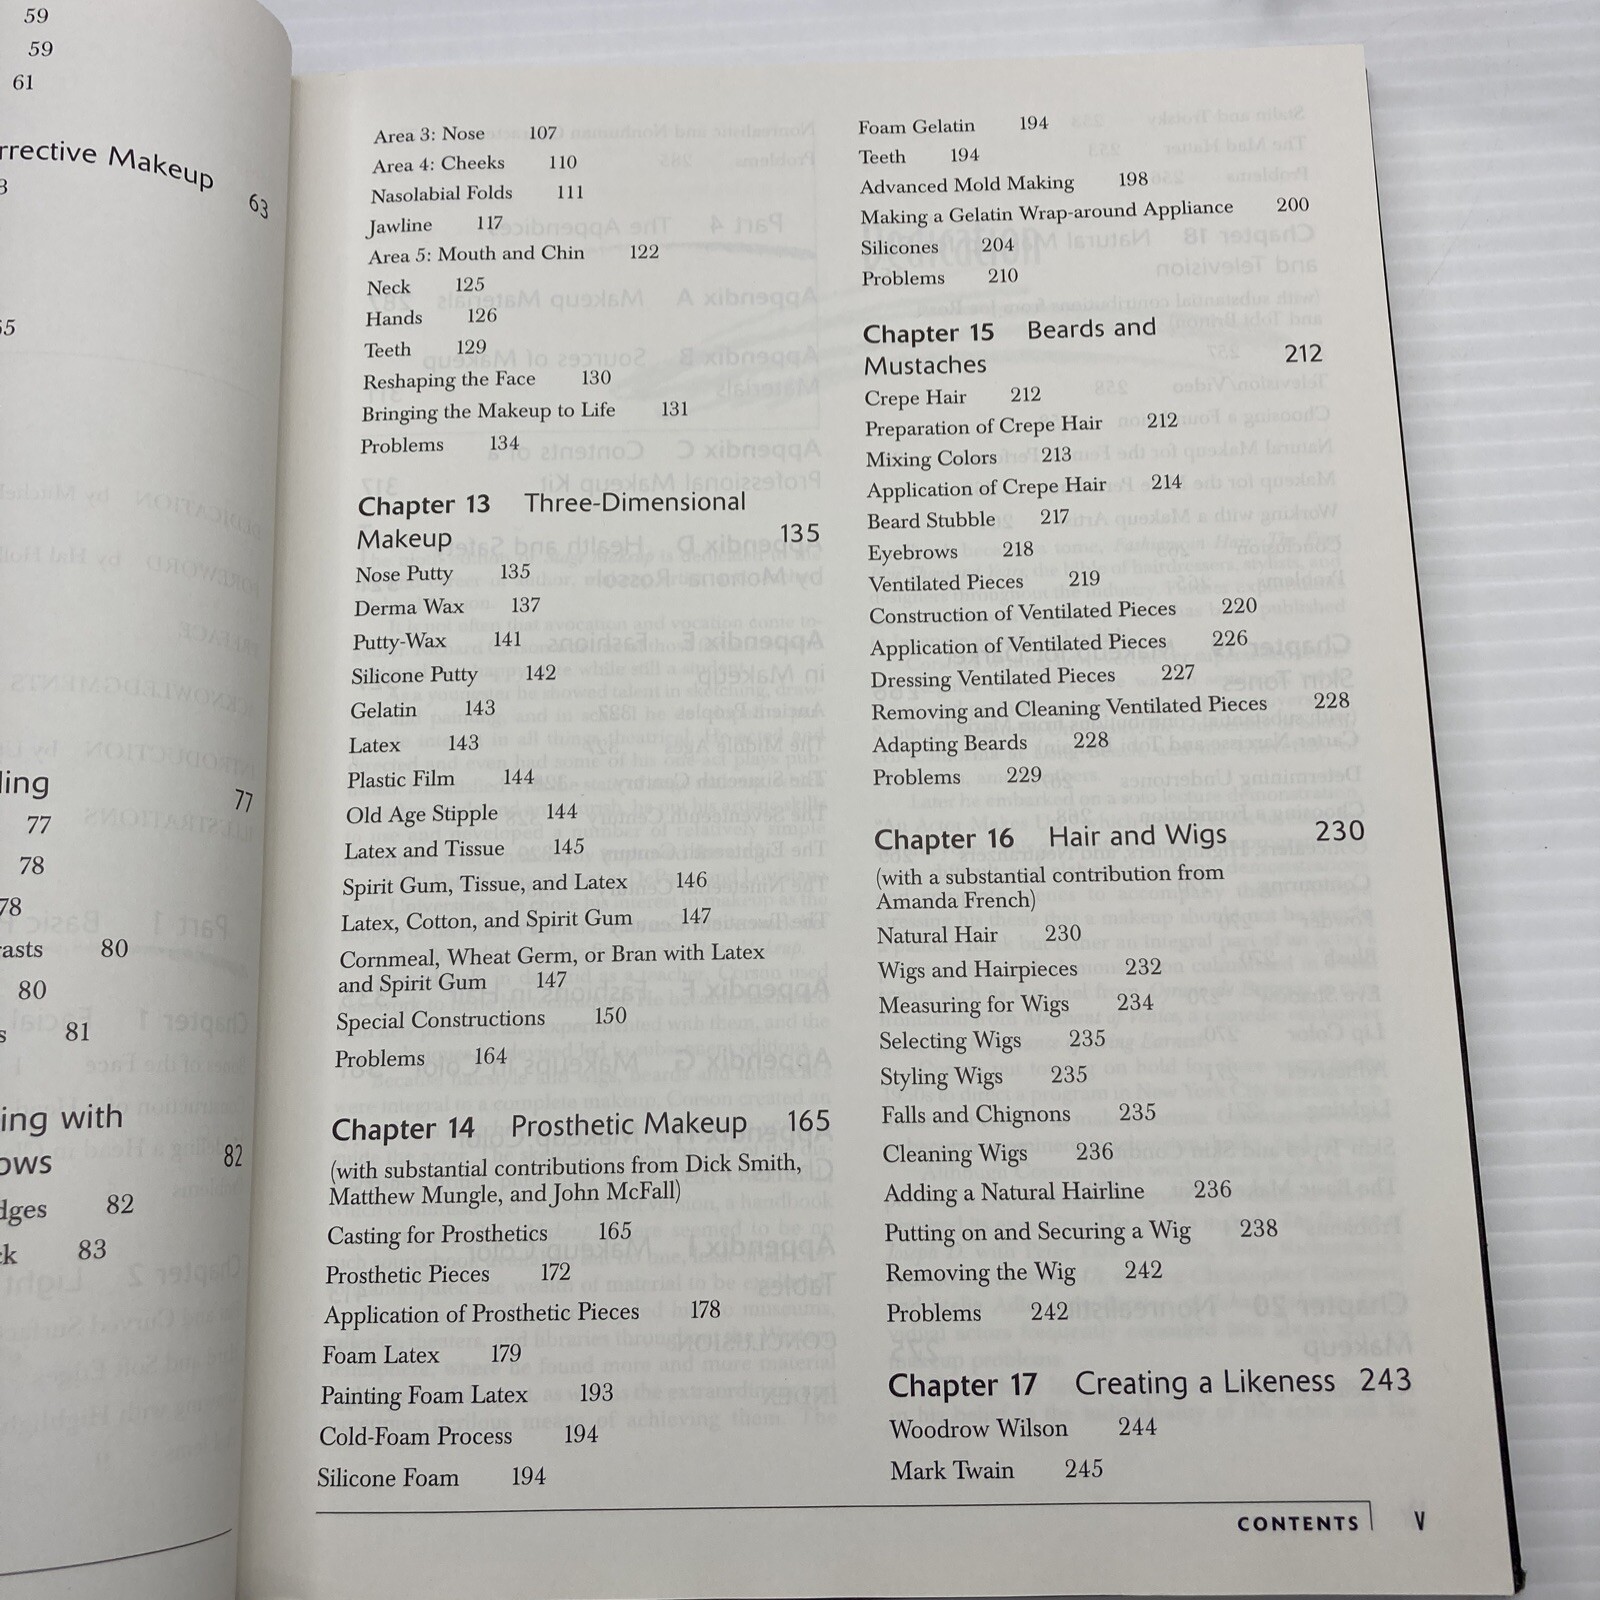 59
59
61
rrective Makeup 63
3
55
ling 77
77
78
78
asts 80
80
s 81
ing with
ows 82
dges 82
ck 83
Area 3: Nose 107
Area 4: Cheeks 110
Nasolabial Folds 111
Jawline 117
Area 5: Mouth and Chin 122
Neck 125
Hands 126
Teeth 129
Reshaping the Face 130
Bringing the Makeup to Life 131
Problems 134
Chapter 13 Three-Dimensional
Makeup 135
Nose Putty 135
Derma Wax 137
Putty-Wax 141
Silicone Putty 142
Gelatin 143
Latex 143
Plastic Film 144
Old Age Stipple 144
Latex and Tissue 145
Spirit Gum, Tissue, and Latex 146
Latex, Cotton, and Spirit Gum 147
Cornmeal, Wheat Germ, or Bran with Latex
and Spirit Gum 147
Special Constructions 150
Problems 164
Chapter 14 Prosthetic Makeup 165
(with substantial contributions from Dick Smith,
Matthew Mungle, and John McFall)
Casting for Prosthetics 165
Prosthetic Pieces 172
Application of Prosthetic Pieces 178
Foam Latex 179
Painting Foam Latex 193
Cold-Foam Process 194
Silicone Foam 194
Foam Gelatin 194
Teeth 194
Advanced Mold Making 198
Making a Gelatin Wrap-around Appliance 200
Silicones 204
Problems 210
Chapter 15 Beards and
Mustaches 212
Crepe Hair 212
Preparation of Crepe Hair 212
Mixing Colors 213
Application of Crepe Hair 214
Beard Stubble 217
Eyebrows 218
Ventilated Pieces 219
Construction of Ventilated Pieces 220
Application of Ventilated Pieces 226
Dressing Ventilated Pieces 227
Removing and Cleaning Ventilated Pieces 228
Adapting Beards 228
Problems 229
Chapter 16 Hair and Wigs 230
(with a substantial contribution from
Amanda French)
Natural Hair 230
Wigs and Hairpieces 232
Measuring for Wigs 234
Selecting Wigs 235
Styling Wigs 235
Falls and Chignons 235
Cleaning Wigs 236
Adding a Natural Hairline 236
Putting on and Securing a Wig 238
Removing the Wig 242
Problems 242
Chapter 17 Creating a Likeness 243
Woodrow Wilson 244
Mark Twain 245
CONTENTS V